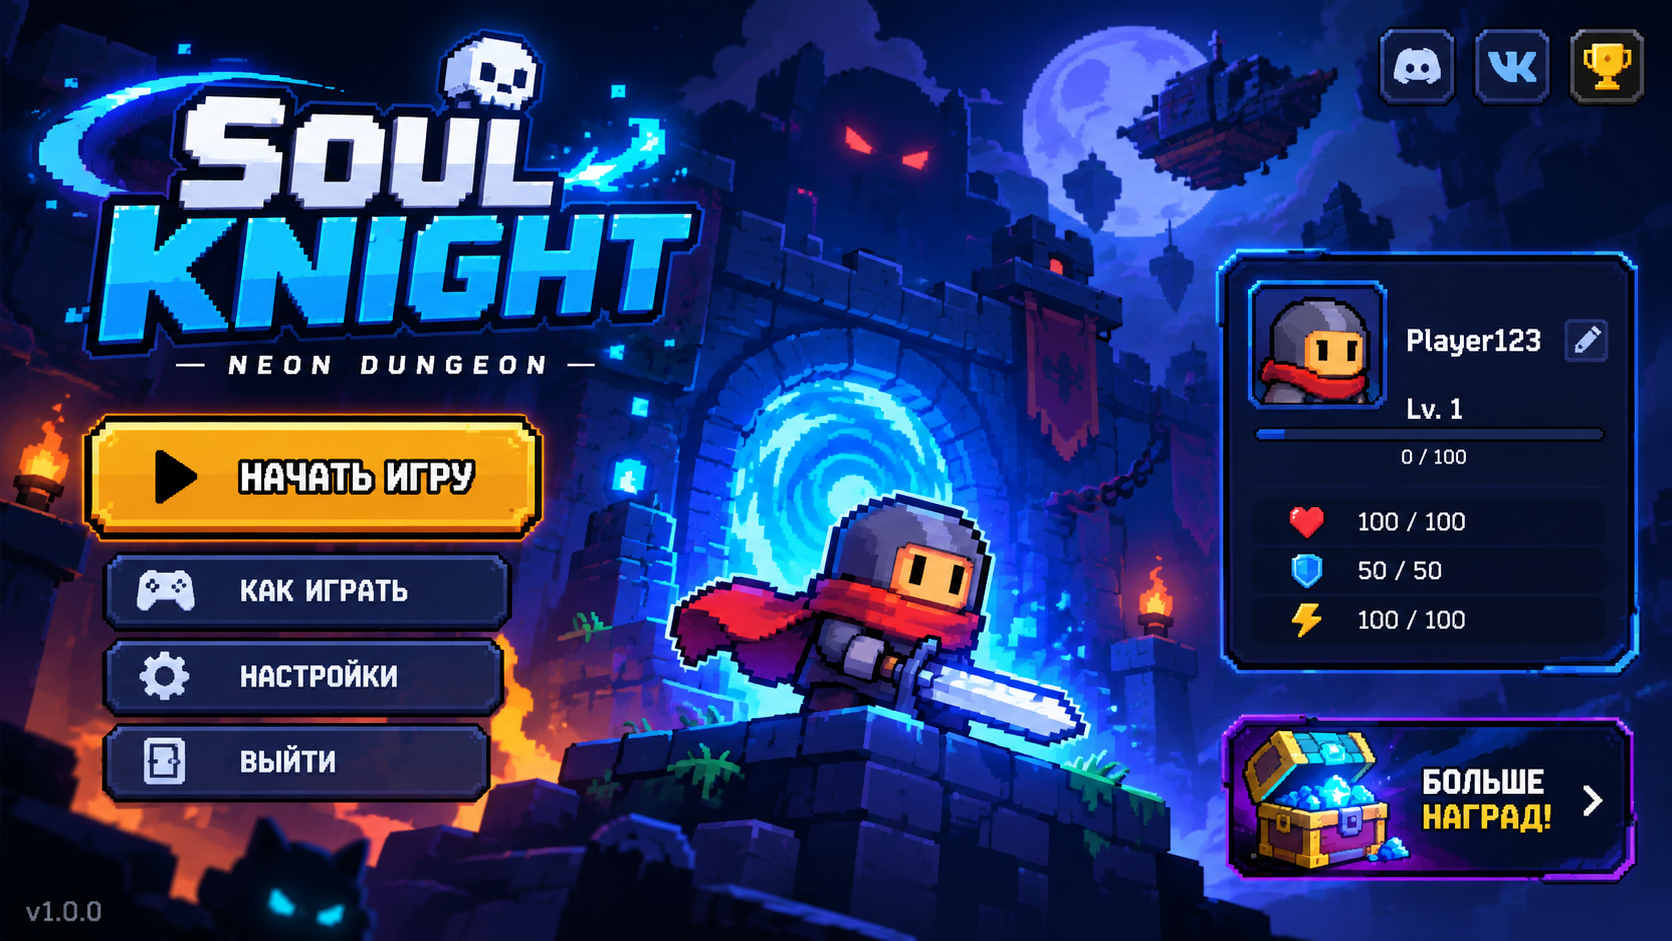 SOUL
KNIGHT
— NEON DUNGEON —
НАЧАТЬ ИГРУ
КАК ИГРАТЬ
НАСТРОЙКИ
ВЫЙТИ
v1.0.0
VK
Player123
Lv. 1
0 / 100
100 / 100
50 / 50
100 / 100
БОЛЬШЕ
НАГРАД!